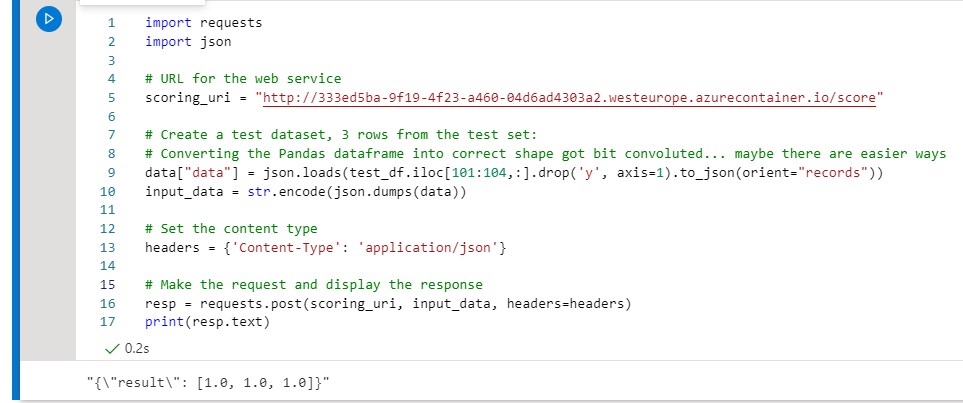 1 import requests
2 import json
3
4 # URL for the web service
5 scoring_uri = "http://333ed5ba-9f19-4f23-a460-04d6ad4303a2.westeurope.azurecontainer.io/score"
6
7 # Create a test dataset, 3 rows from the test set:
8 # Converting the Pandas dataframe into correct shape got bit convoluted... maybe there are easier ways
9 data["data"] = json.loads(test_df.iloc[101:104,:].drop('y', axis=1).to_json(orient="records"))
10 input_data = str.encode(json.dumps(data))
11
12 # Set the content type
13 headers = {'Content-Type': 'application/json'}
14
15 # Make the request and display the response
16 resp = requests.post(scoring_uri, input_data, headers=headers)
17 print(resp.text)
0.2s
"{\"result\": [1.0, 1.0, 1.0]}"